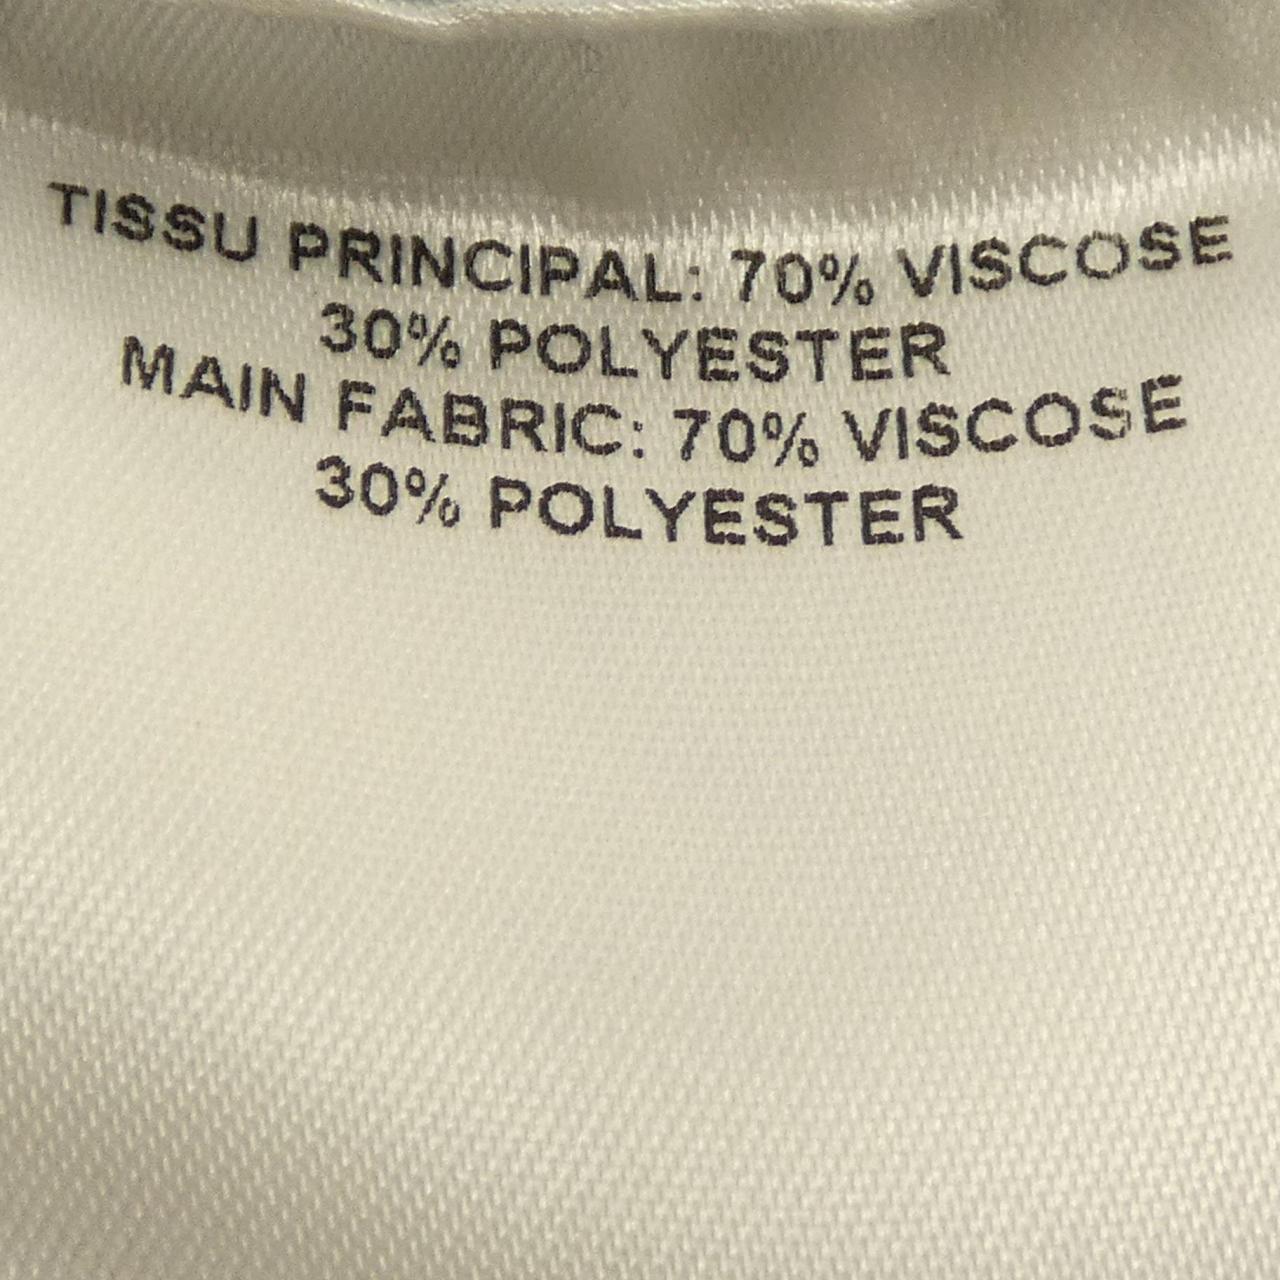 TISSU PRINCIPAL: 70% VISCOSE
30% POLYESTER
MAIN FABRIC: 70% VISCOSE
30% POLYESTER